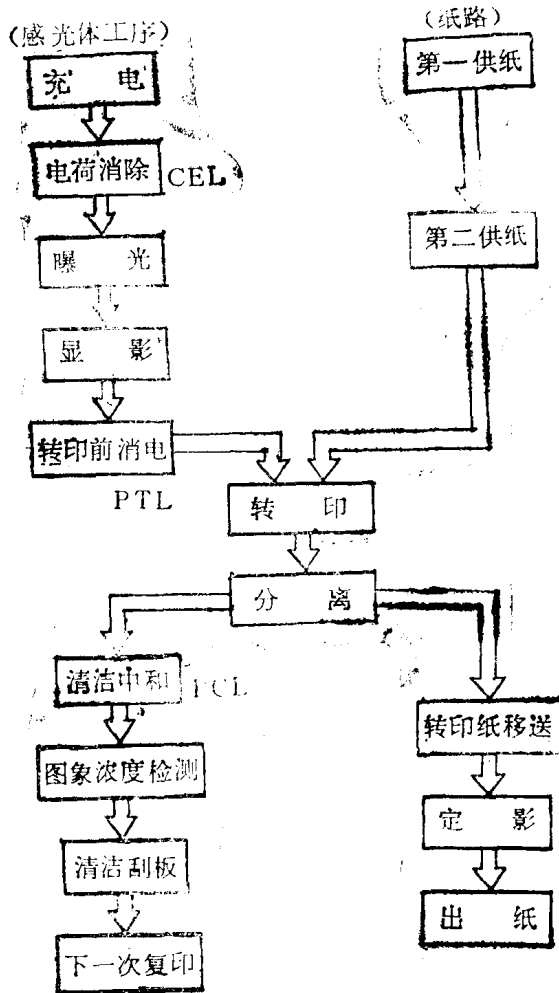 (感光体工序)
(纸路)
充电
第一供纸
电荷消除 CEL
第二供纸
曝光
显影
转印前消电
PTL
转印
分离
清洁中和 PCL
转印纸移送
图象浓度检测
定影
清洁刮板
出纸
下一次复印